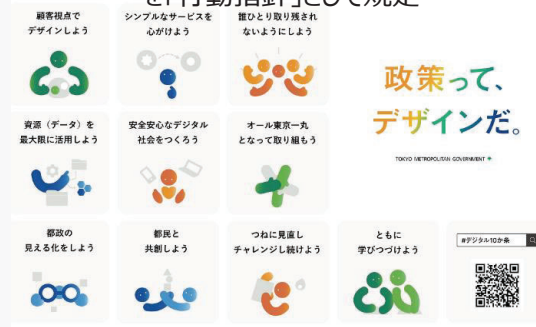 を「行動指針」として規定
顧客視点で
デザインしよう
シンプルなサービスを
心がけよう
誰ひとり取り残され
ないようにしよう
政策って、
デザインだ。
TOKYO METROPOLITAN GOVERNMENT
資源（データ）を
最大限に活用しよう
安全安心なデジタル
社会をつくろう
オール東京一丸
となって取り組もう
都政の
見える化をしよう
都民と
共創しよう
つねに見直し
チャレンジし続けよう
ともに
学びつづけよう
#デジタル10か条